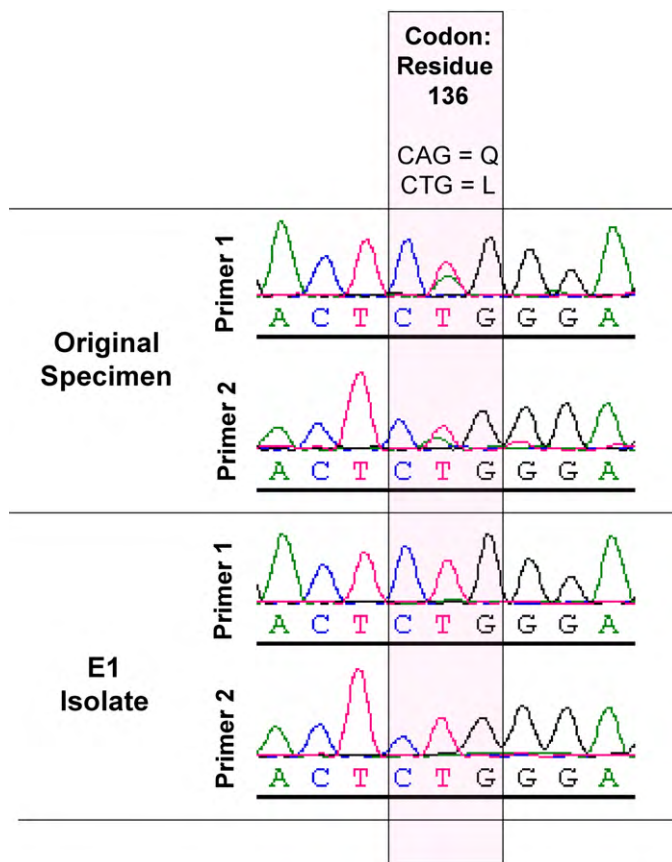 Codon:
Residue
136
CAG = Q
CTG = L
Original
Specimen
Primer 1
A C T C T G G G A
Primer 2
A C T C T G G G A
E1
Isolate
Primer 1
A C T C T G G G A
Primer 2
A C T C T G G G A